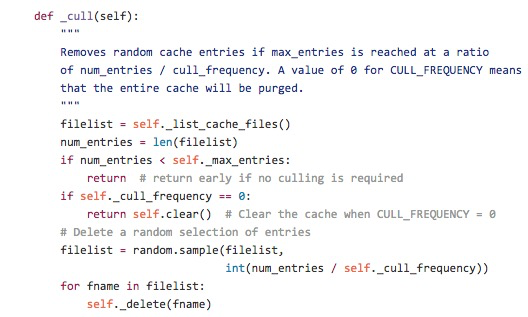 def _cull(self):
    """
    Removes random cache entries if max_entries is reached at a ratio
    of num_entries / cull_frequency. A value of 0 for CULL_FREQUENCY means
    that the entire cache will be purged.
    """
    filelist = self._list_cache_files()
    num_entries = len(filelist)
    if num_entries < self._max_entries:
        return  # return early if no culling is required
    if self._cull_frequency == 0:
        return self.clear()  # Clear the cache when CULL_FREQUENCY = 0
    # Delete a random selection of entries
    filelist = random.sample(filelist,
                             int(num_entries / self._cull_frequency))
    for fname in filelist:
        self._delete(fname)